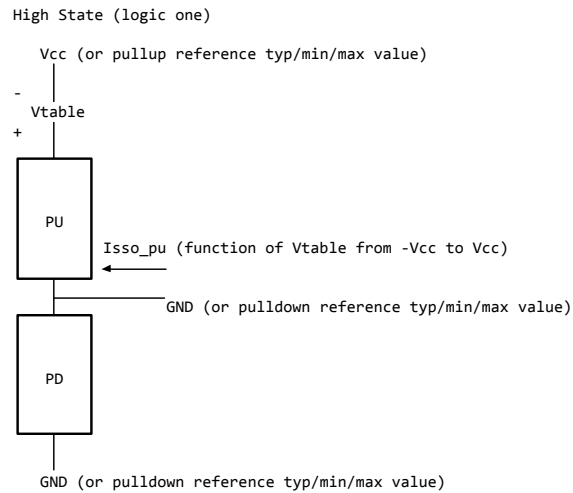 High State (logic one)
Vcc (or pullup reference typ/min/max value)
-
Vtable
+
PU
Isso_pu (function of Vtable from -Vcc to Vcc)
GND (or pulldown reference typ/min/max value)
PD
GND (or pulldown reference typ/min/max value)